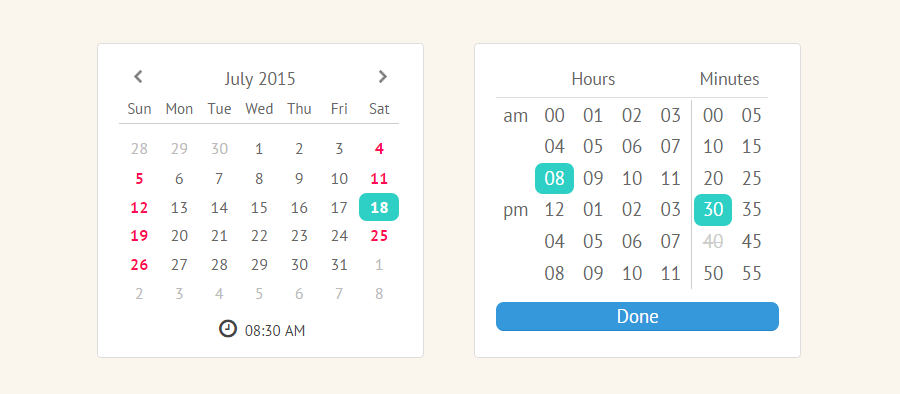 July 2015
Sun Mon Tue Wed Thu Fri Sat
28 29 30 1 2 3 4
5 6 7 8 9 10 11
12 13 14 15 16 17 18
19 20 21 22 23 24 25
26 27 28 29 30 31 1
2 3 4 5 6 7 8
08:30 AM
Hours Minutes
am 00 01 02 03 00 05
04 05 06 07 10 15
08 09 10 11 20 25
pm 12 01 02 03 30 35
04 05 06 07 40 45
08 09 10 11 50 55
Done